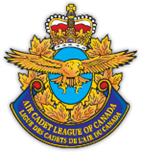 AIR CADET LEAGUE OF CANADA
LIGUE DES CADETS DE L'AIR DU CANADA